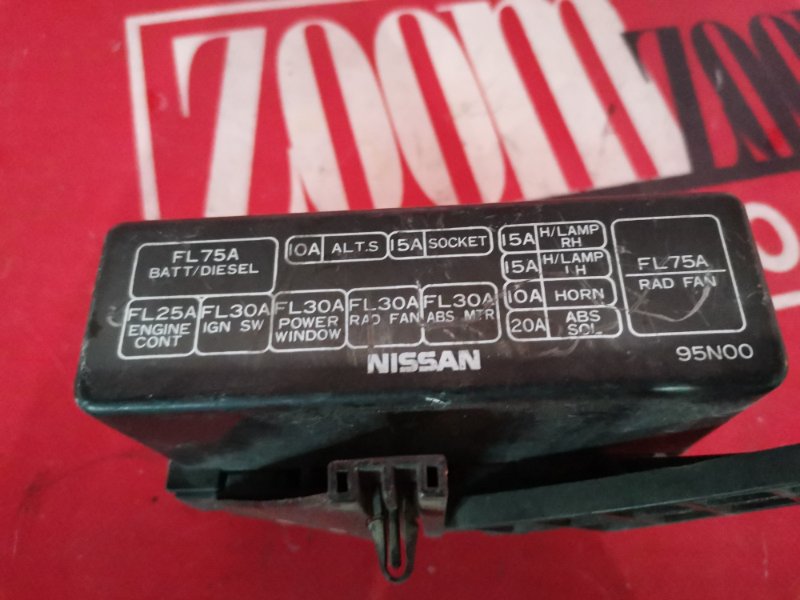 ZOOM
ZOOM
FL75A
BATT/DIESEL
10A ALT.S
15A SOCKET
15A H/LAMP
RH
15A H/LAMP
LH
10A HORN
20A ABS
SOL
FL75A
RAD FAN
FL25A
ENGINE
CONT
FL30A
IGN SW
FL30A
POWER
WINDOW
FL30A
RAD FAN
FL30A
ABS MTR
NISSAN
95N00